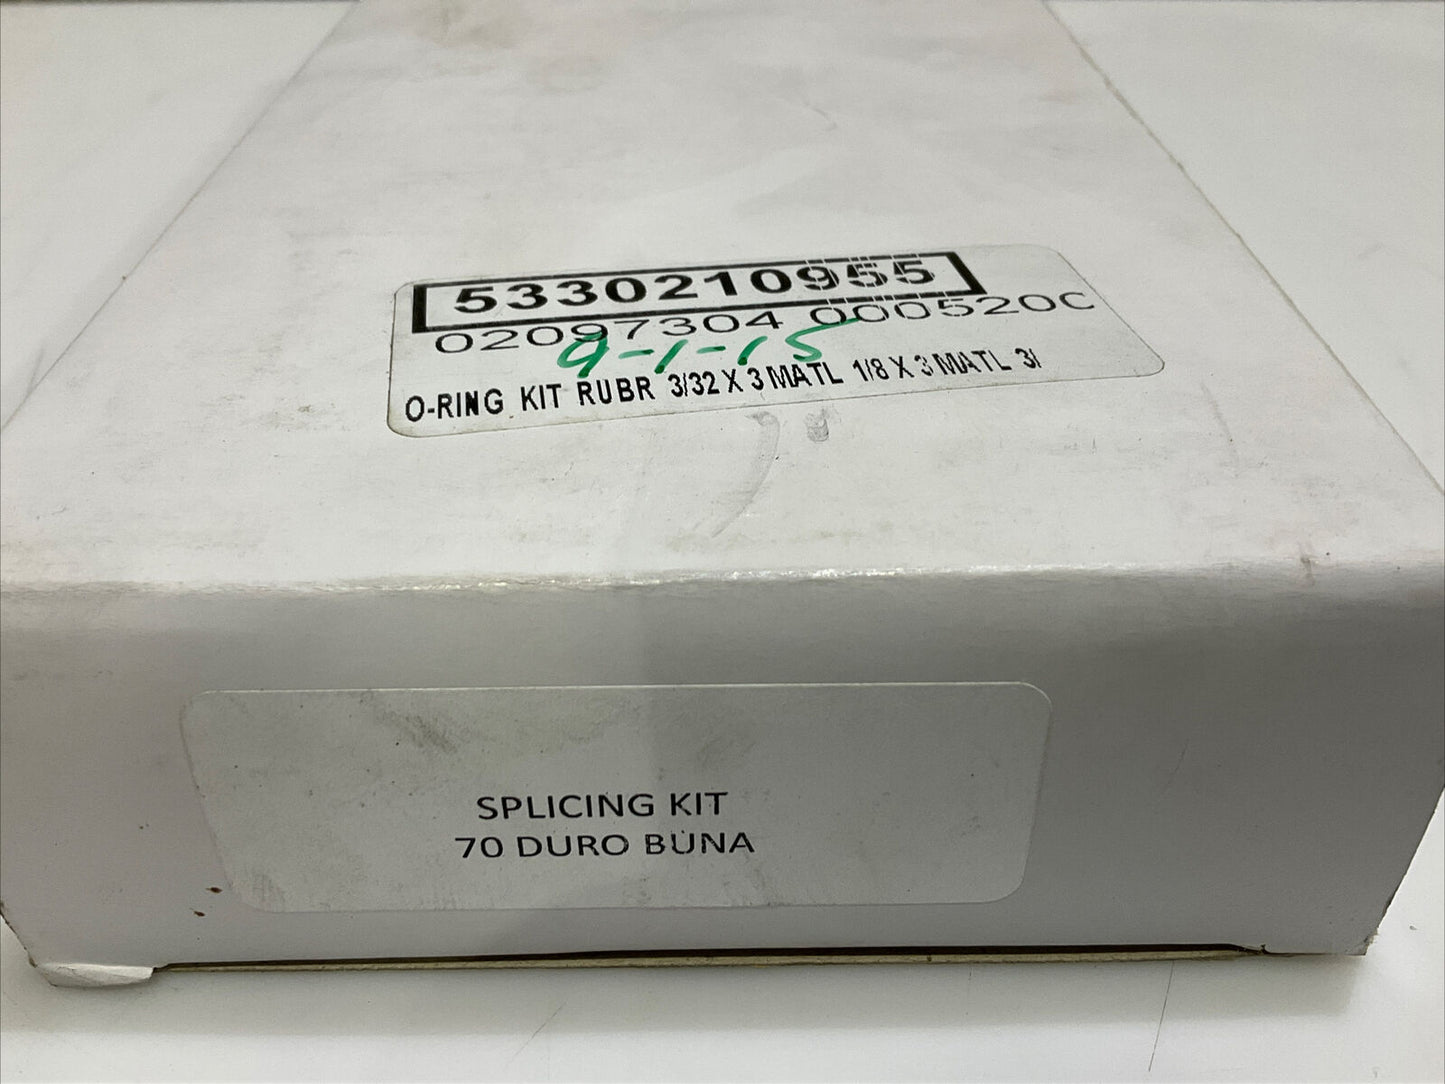 5330210955
02097304 000520C
9-1-15
O-RING KIT RUBR 3/32 X 3 MATL 1/8 X 3 MATL 3/
SPLICING KIT
70 DURO BUNA